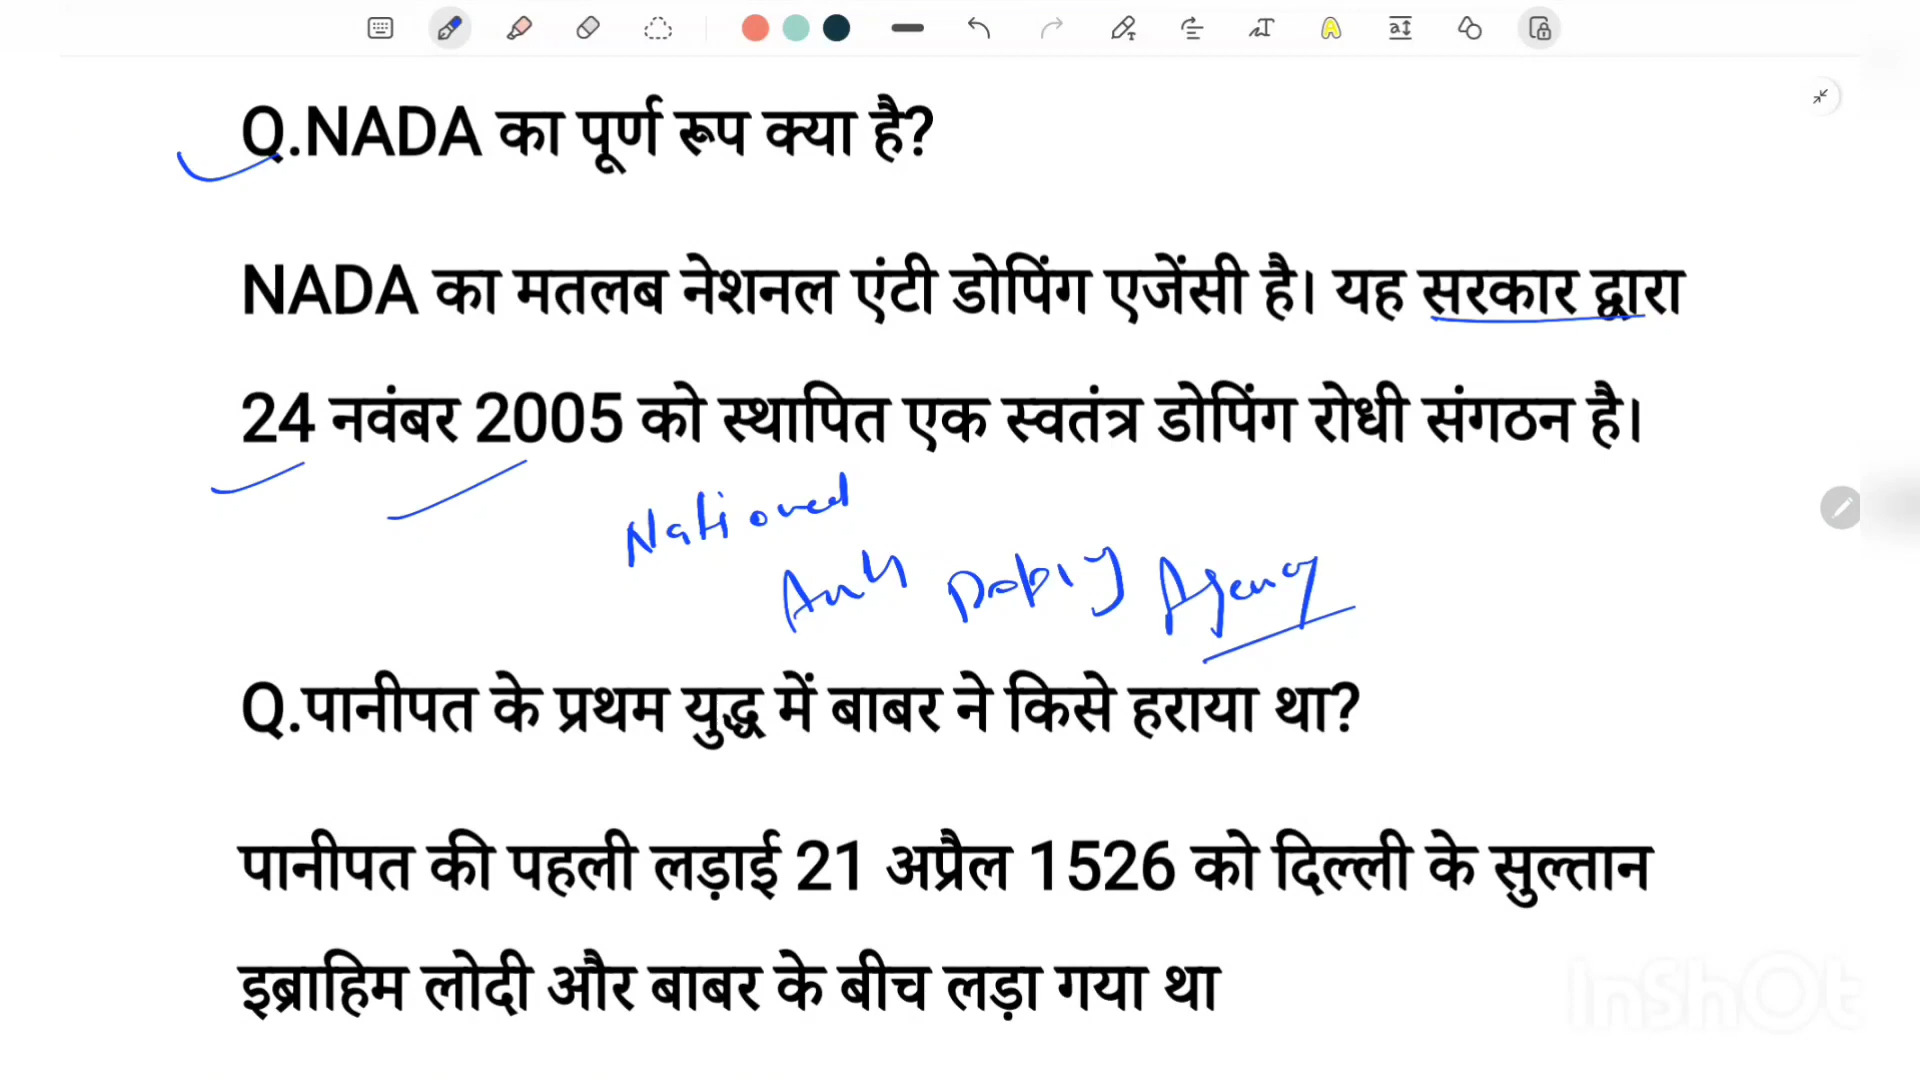 Q.NADA का पूर्ण रूप क्या है?
NADA का मतलब नेशनल एंटी डोपिंग एजेंसी है। यह सरकार द्वारा
24 नवंबर 2005 को स्थापित एक स्वतंत्र डोपिंग रोधी संगठन है।
National
Anti Doping Agency
Q.पानीपत के प्रथम युद्ध में बाबर ने किसे हराया था?
पानीपत की पहली लड़ाई 21 अप्रैल 1526 को दिल्ली के सुल्तान
इब्राहिम लोदी और बाबर के बीच लड़ा गया था
InShOt